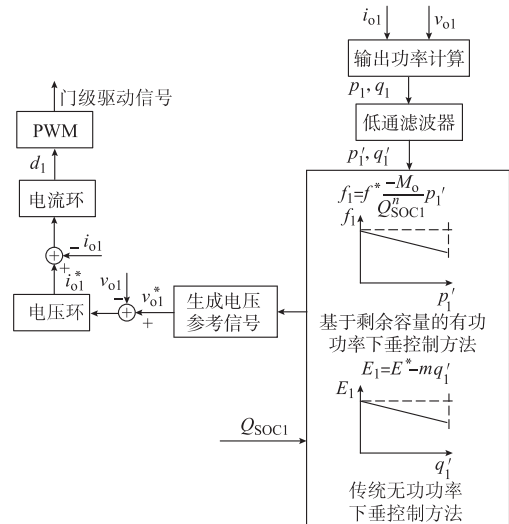 i_o1 v_o1
输出功率计算
p_1, q_1
低通滤波器
p_1', q_1'
f_1=f* -M_o/Q^n_SOC1 p_1'
f_1
p_1'
基于剩余容量的有功
功率下垂控制方法
E_1=E*-mq_1'
E_1
q_1'
传统无功功率
下垂控制方法
Q_SOC1
生成电压
参考信号
v_o1*
+
v_o1
−
电压环
i_o1*
+
− i_o1
电流环
d_1
PWM
门级驱动信号